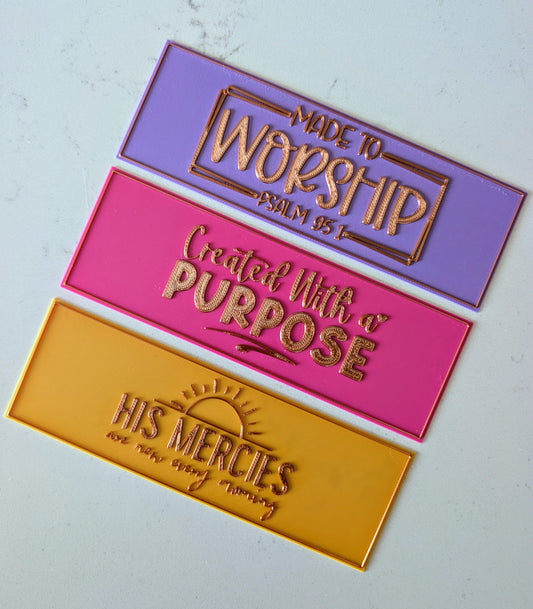 MADE TO
WORSHIP
PSALM 95:1
Created With a
PURPOSE
HIS MERCIES
are new every morning